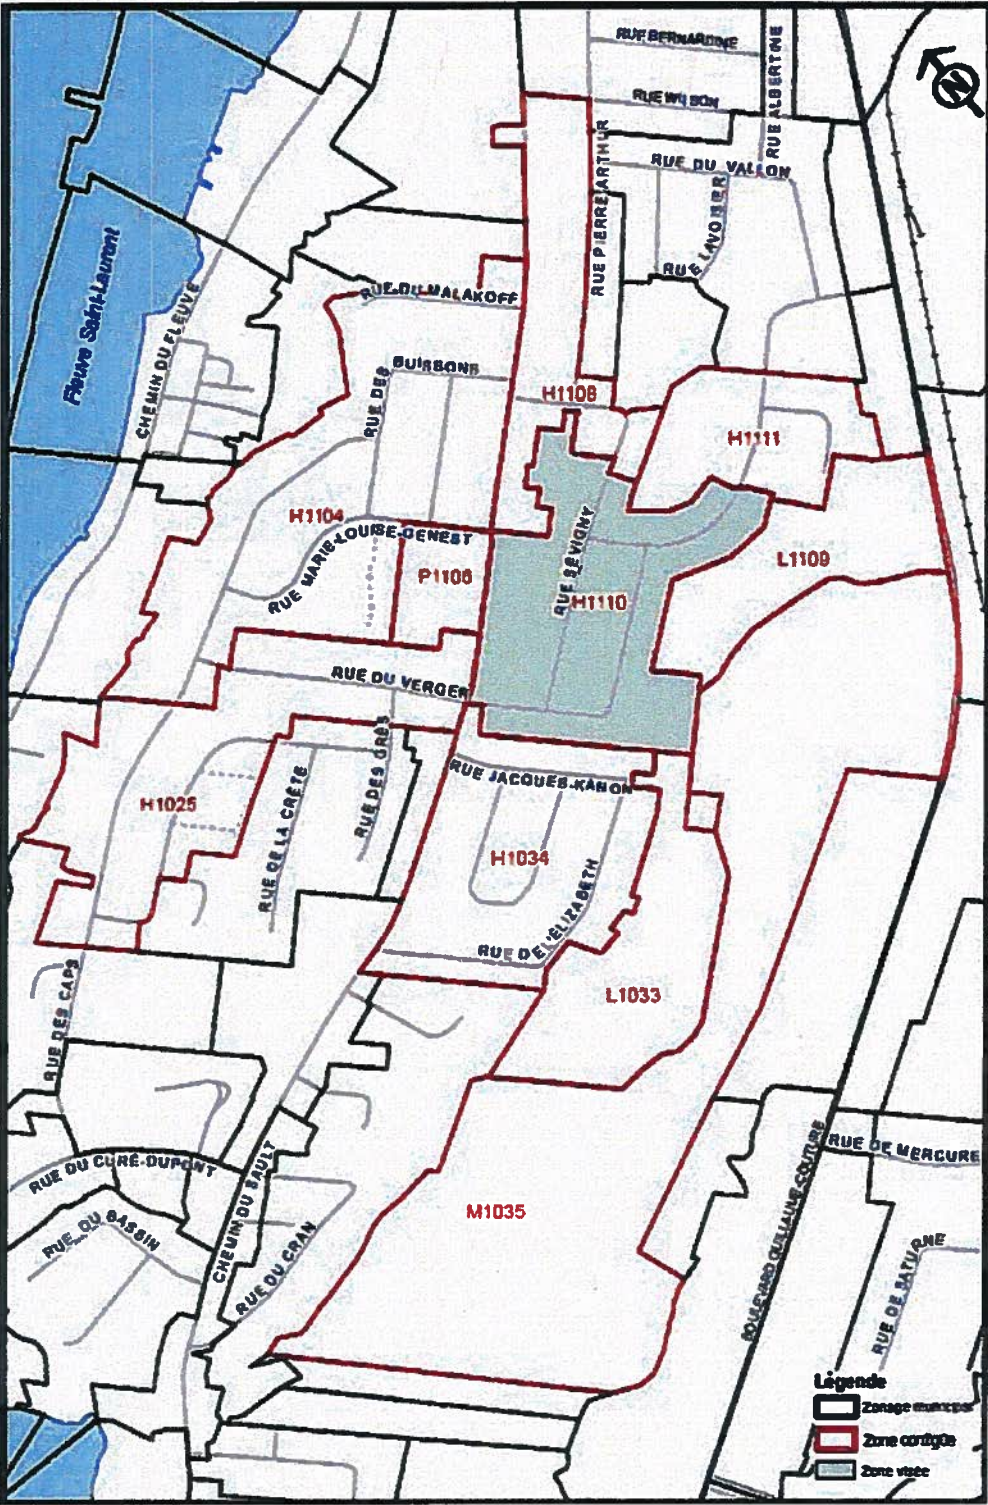 RUE BERNARDINE
RUE ALBERTINE
RUE WILSON
N
RUE PIERRE ARTHUR
RUE DU VALLON
RUE LAVOISIER
Fleuve Saint-Laurent
CHEMIN DU FLEUVE
RUE DU MALAKOFF
RUE DES BUISSONS
H1108
H1111
H1104
RUE MARIE-LOUISE-GENEST
P1106
RUE SÉVIGNY
H1110
L1109
RUE DU VERGER
RUE JACQUES-KAHON
H1025
RUE DE LA CRÊTE
RUE DES GRÈS
H1034
RUE DE L'ÉLIZABETH
L1033
RUE DES CAPS
RUE DU CURÉ-DUPONT
RUE DU BASSIN
CHEMIN DU SAULT
RUE DU CRAN
M1035
BOULEVARD GUILLAUME-COUTURE
RUE DE MERCURE
RUE DE SATURNE
Légende
Zonage
Zone contiguë
Zone visée